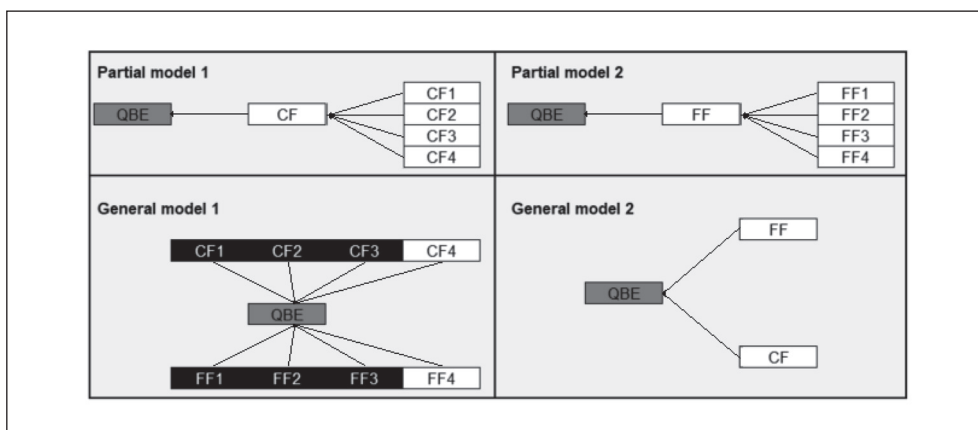 Partial model 1
QBE
CF
CF1
CF2
CF3
CF4
Partial model 2
QBE
FF
FF1
FF2
FF3
FF4
General model 1
CF1 CF2 CF3 CF4
QBE
FF1 FF2 FF3 FF4
General model 2
FF
QBE
CF